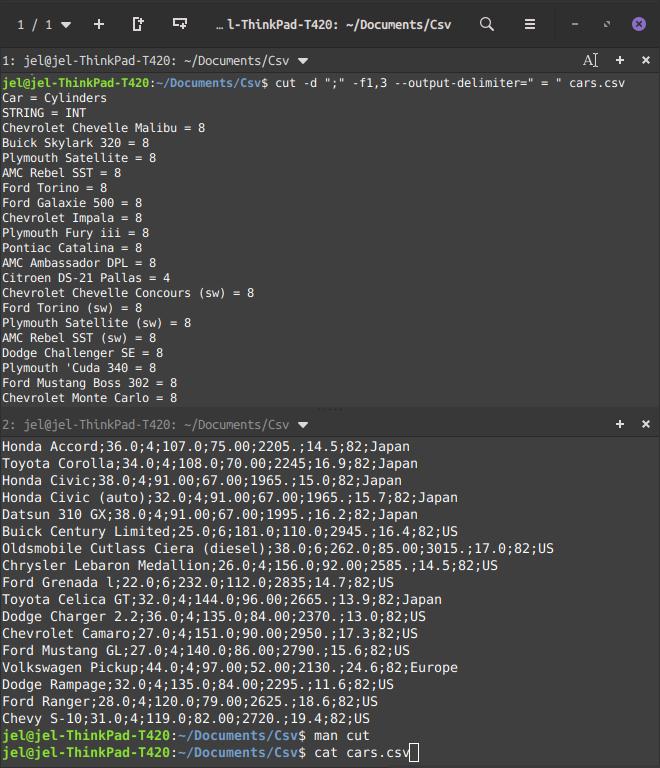 1 / 1
…l-ThinkPad-T420: ~/Documents/Csv
1: jel@jel-ThinkPad-T420: ~/Documents/Csv
jel@jel-ThinkPad-T420:~/Documents/Csv$ cut -d ";" -f1,3 --output-delimiter=" = " cars.csv
Car = Cylinders
STRING = INT
Chevrolet Chevelle Malibu = 8
Buick Skylark 320 = 8
Plymouth Satellite = 8
AMC Rebel SST = 8
Ford Torino = 8
Ford Galaxie 500 = 8
Chevrolet Impala = 8
Plymouth Fury iii = 8
Pontiac Catalina = 8
AMC Ambassador DPL = 8
Citroen DS-21 Pallas = 4
Chevrolet Chevelle Concours (sw) = 8
Ford Torino (sw) = 8
Plymouth Satellite (sw) = 8
AMC Rebel SST (sw) = 8
Dodge Challenger SE = 8
Plymouth 'Cuda 340 = 8
Ford Mustang Boss 302 = 8
Chevrolet Monte Carlo = 8
2: jel@jel-ThinkPad-T420: ~/Documents/Csv
Honda Accord;36.0;4;107.0;75.00;2205.;14.5;82;Japan
Toyota Corolla;34.0;4;108.0;70.00;2245;16.9;82;Japan
Honda Civic;38.0;4;91.00;67.00;1965.;15.0;82;Japan
Honda Civic (auto);32.0;4;91.00;67.00;1965.;15.7;82;Japan
Datsun 310 GX;38.0;4;91.00;67.00;1995.;16.2;82;Japan
Buick Century Limited;25.0;6;181.0;110.0;2945.;16.4;82;US
Oldsmobile Cutlass Ciera (diesel);38.0;6;262.0;85.00;3015.;17.0;82;US
Chrysler Lebaron Medallion;26.0;4;156.0;92.00;2585.;14.5;82;US
Ford Grenada l;22.0;6;232.0;112.0;2835;14.7;82;US
Toyota Celica GT;32.0;4;144.0;96.00;2665.;13.9;82;Japan
Dodge Charger 2.2;36.0;4;135.0;84.00;2370.;13.0;82;US
Chevrolet Camaro;27.0;4;151.0;90.00;2950.;17.3;82;US
Ford Mustang GL;27.0;4;140.0;86.00;2790.;15.6;82;US
Volkswagen Pickup;44.0;4;97.00;52.00;2130.;24.6;82;Europe
Dodge Rampage;32.0;4;135.0;84.00;2295.;11.6;82;US
Ford Ranger;28.0;4;120.0;79.00;2625.;18.6;82;US
Chevy S-10;31.0;4;119.0;82.00;2720.;19.4;82;US
jel@jel-ThinkPad-T420:~/Documents/Csv$ man cut
jel@jel-ThinkPad-T420:~/Documents/Csv$ cat cars.csv